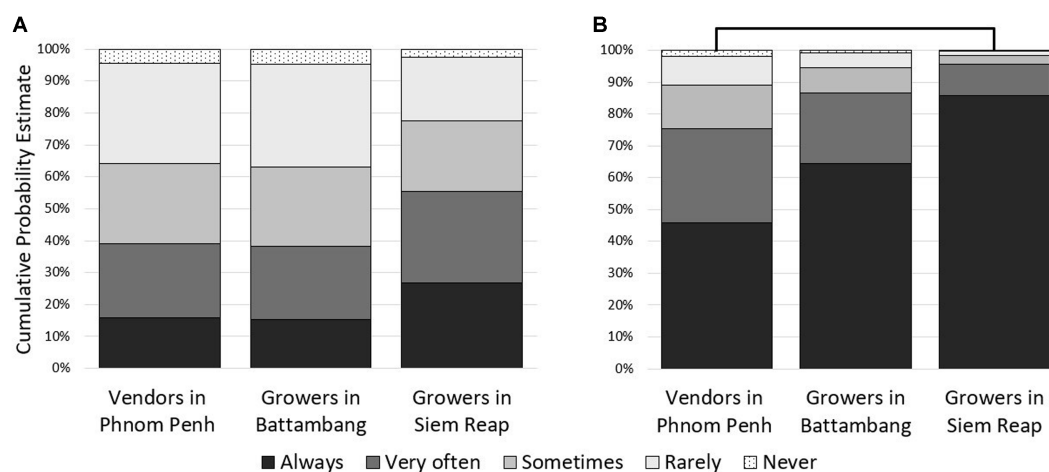 A
Cumulative Probability Estimate
100%
90%
80%
70%
60%
50%
40%
30%
20%
10%
0%
Vendors in
Phnom Penh
Growers in
Battambang
Growers in
Siem Reap
B
100%
90%
80%
70%
60%
50%
40%
30%
20%
10%
0%
Vendors in
Phnom Penh
Growers in
Battambang
Growers in
Siem Reap
Always Very often Sometimes Rarely Never